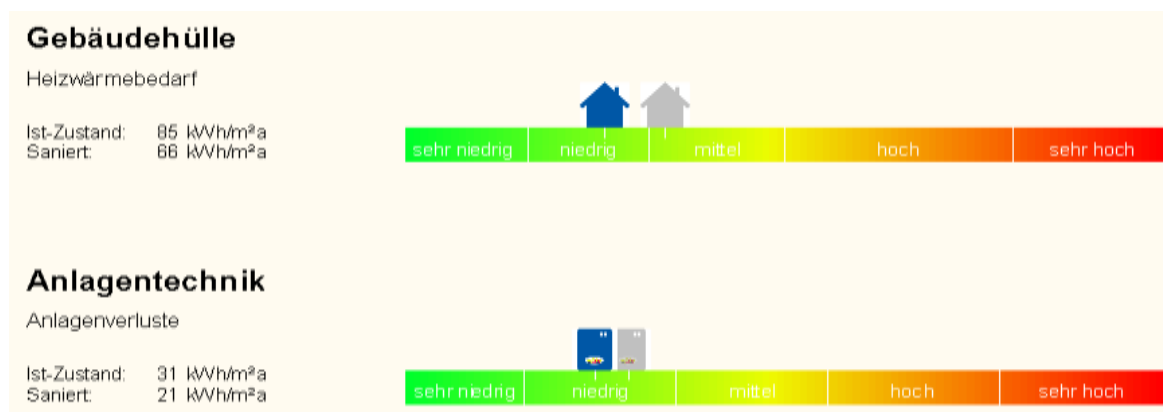 Gebäudehülle
Heizwärmebedarf
Ist-Zustand: 85 kWh/m²a
Saniert: 66 kWh/m²a
sehr niedrig niedrig mittel hoch sehr hoch
Anlagentechnik
Anlagenverluste
Ist-Zustand: 31 kWh/m²a
Saniert: 21 kWh/m²a
sehr niedrig niedrig mittel hoch sehr hoch